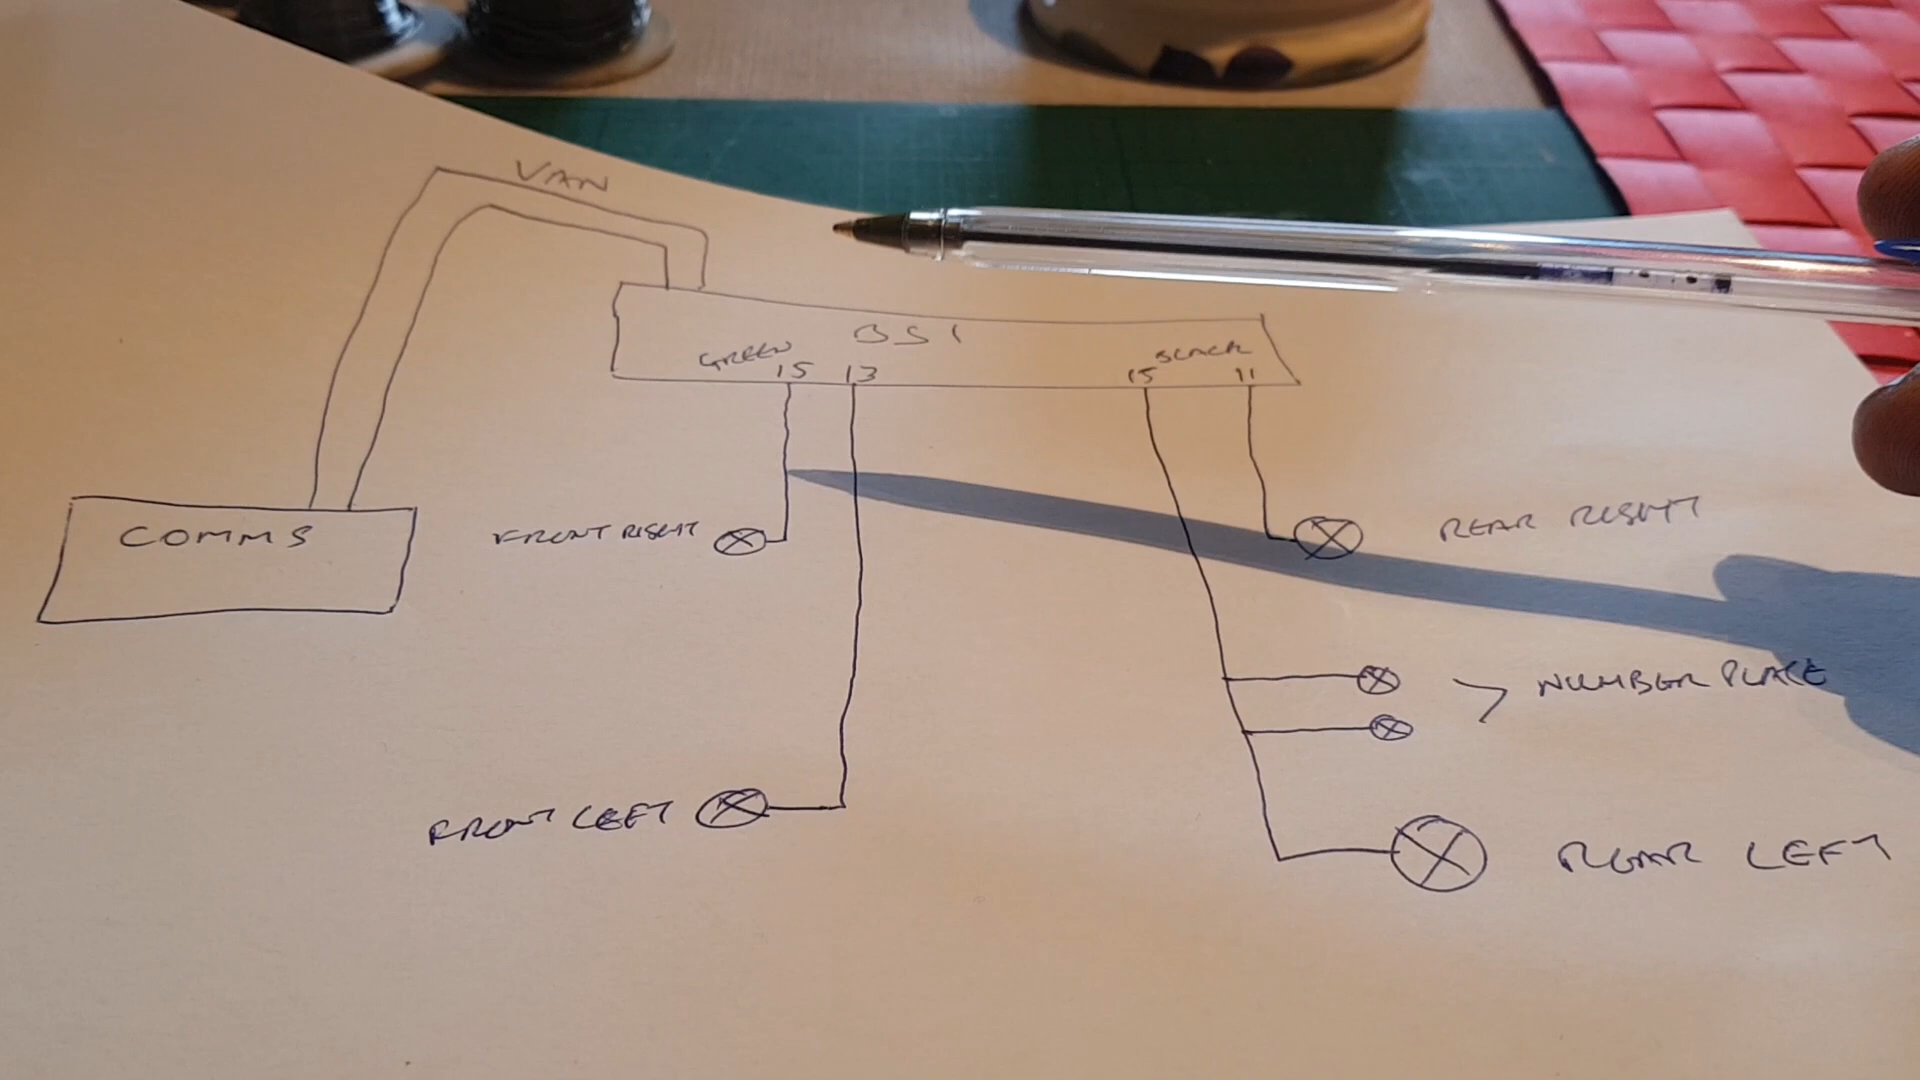 VAN
BSI
GREEN
BLACK
15 13
15 11
COMMS
FRONT RIGHT
REAR RIGHT
NUMBER PLATE
FRONT LEFT
REAR LEFT